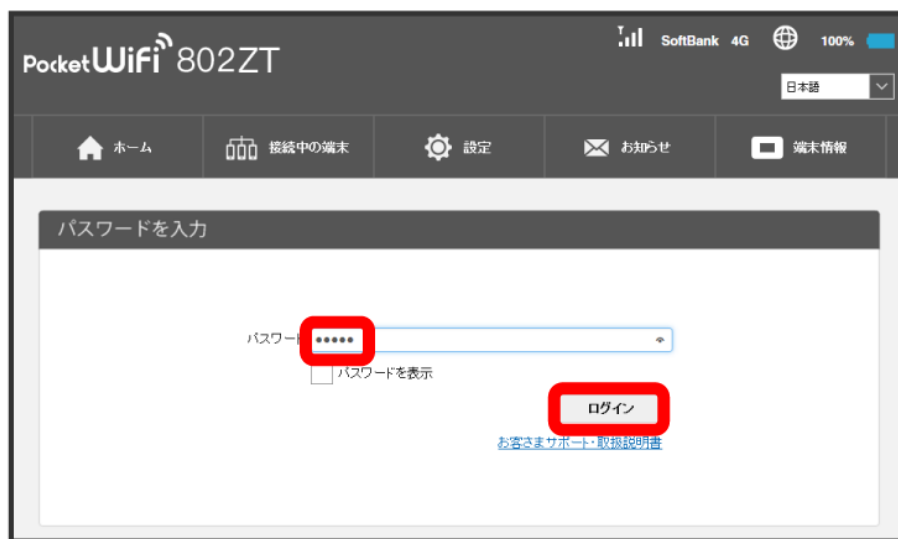 SoftBank 4G 100%
PocketWiFi 802ZT
日本語
ホーム 接続中の端末 設定 お知らせ 端末情報
パスワードを入力
パスワード •••••
パスワードを表示
ログイン
お客さまサポート・取扱説明書